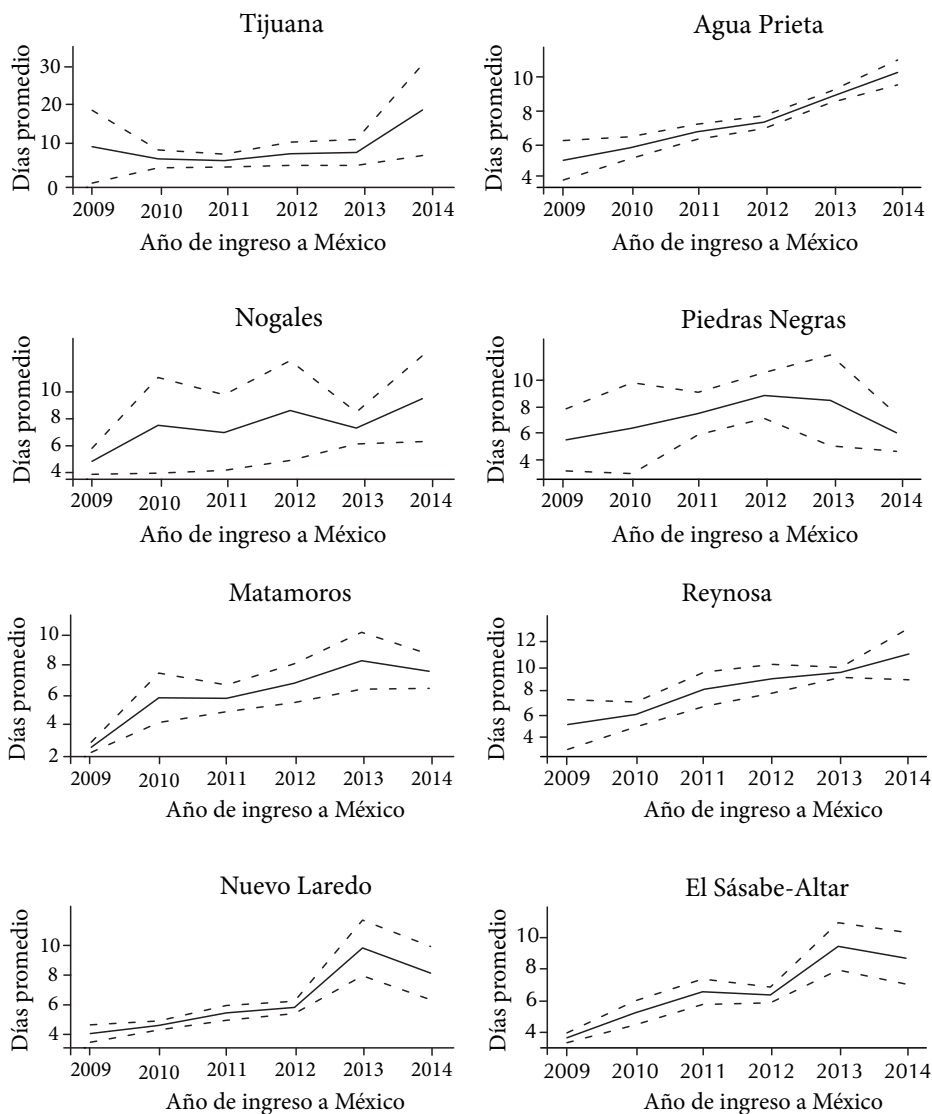 Tijuana
Días promedio
30
20
10
0
2009 2010 2011 2012 2013 2014
Año de ingreso a México
Agua Prieta
Días promedio
10
8
6
4
2009 2010 2011 2012 2013 2014
Año de ingreso a México
Nogales
Días promedio
10
8
6
4
2009 2010 2011 2012 2013 2014
Año de ingreso a México
Piedras Negras
Días promedio
10
8
6
4
2009 2010 2011 2012 2013 2014
Año de ingreso a México
Matamoros
Días promedio
10
8
6
4
2
2009 2010 2011 2012 2013 2014
Año de ingreso a México
Reynosa
Días promedio
12
10
8
6
4
2009 2010 2011 2012 2013 2014
Año de ingreso a México
Nuevo Laredo
Días promedio
10
8
6
4
2009 2010 2011 2012 2013 2014
Año de ingreso a México
El Sásabe-Altar
Días promedio
10
8
6
4
2009 2010 2011 2012 2013 2014
Año de ingreso a México